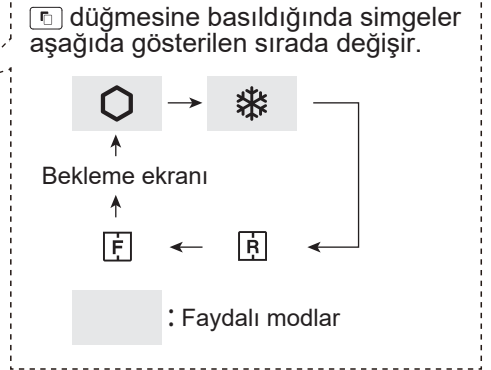 düğmesine basıldığında simgeler
aşağıda gösterilen sırada değişir.
Bekleme ekranı
F R
: Faydalı modlar